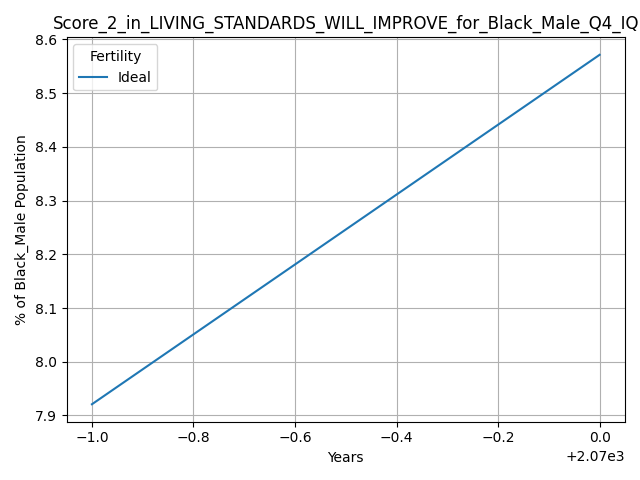 Score_2_in_LIVING_STANDARDS_WILL_IMPROVE_for_Black_Male_Q4_IQ
Fertility
Ideal
% of Black_Male Population
8.6
8.5
8.4
8.3
8.2
8.1
8.0
7.9
−1.0 −0.8 −0.6 −0.4 −0.2 0.0
+2.07e3
Years